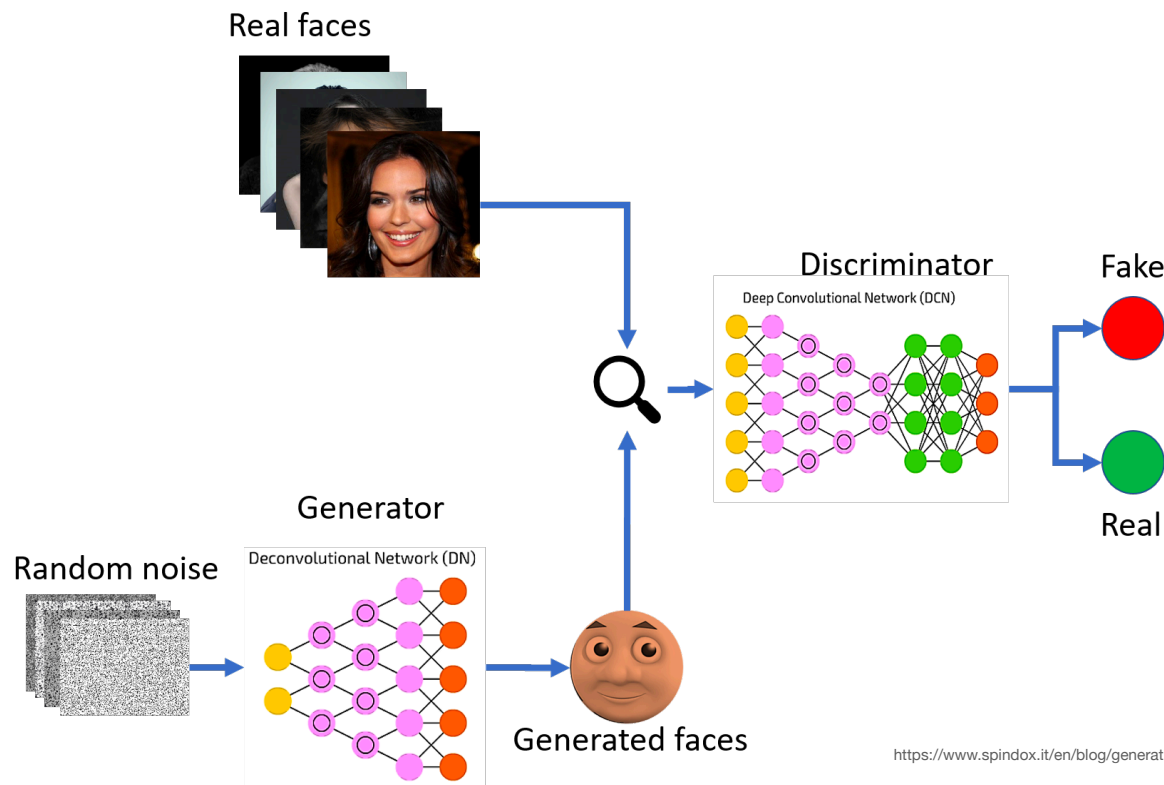 Real faces
Discriminator
Deep Convolutional Network (DCN)
Fake
Real
Generator
Deconvolutional Network (DN)
Random noise
Generated faces
https://www.spindox.it/en/blog/generat